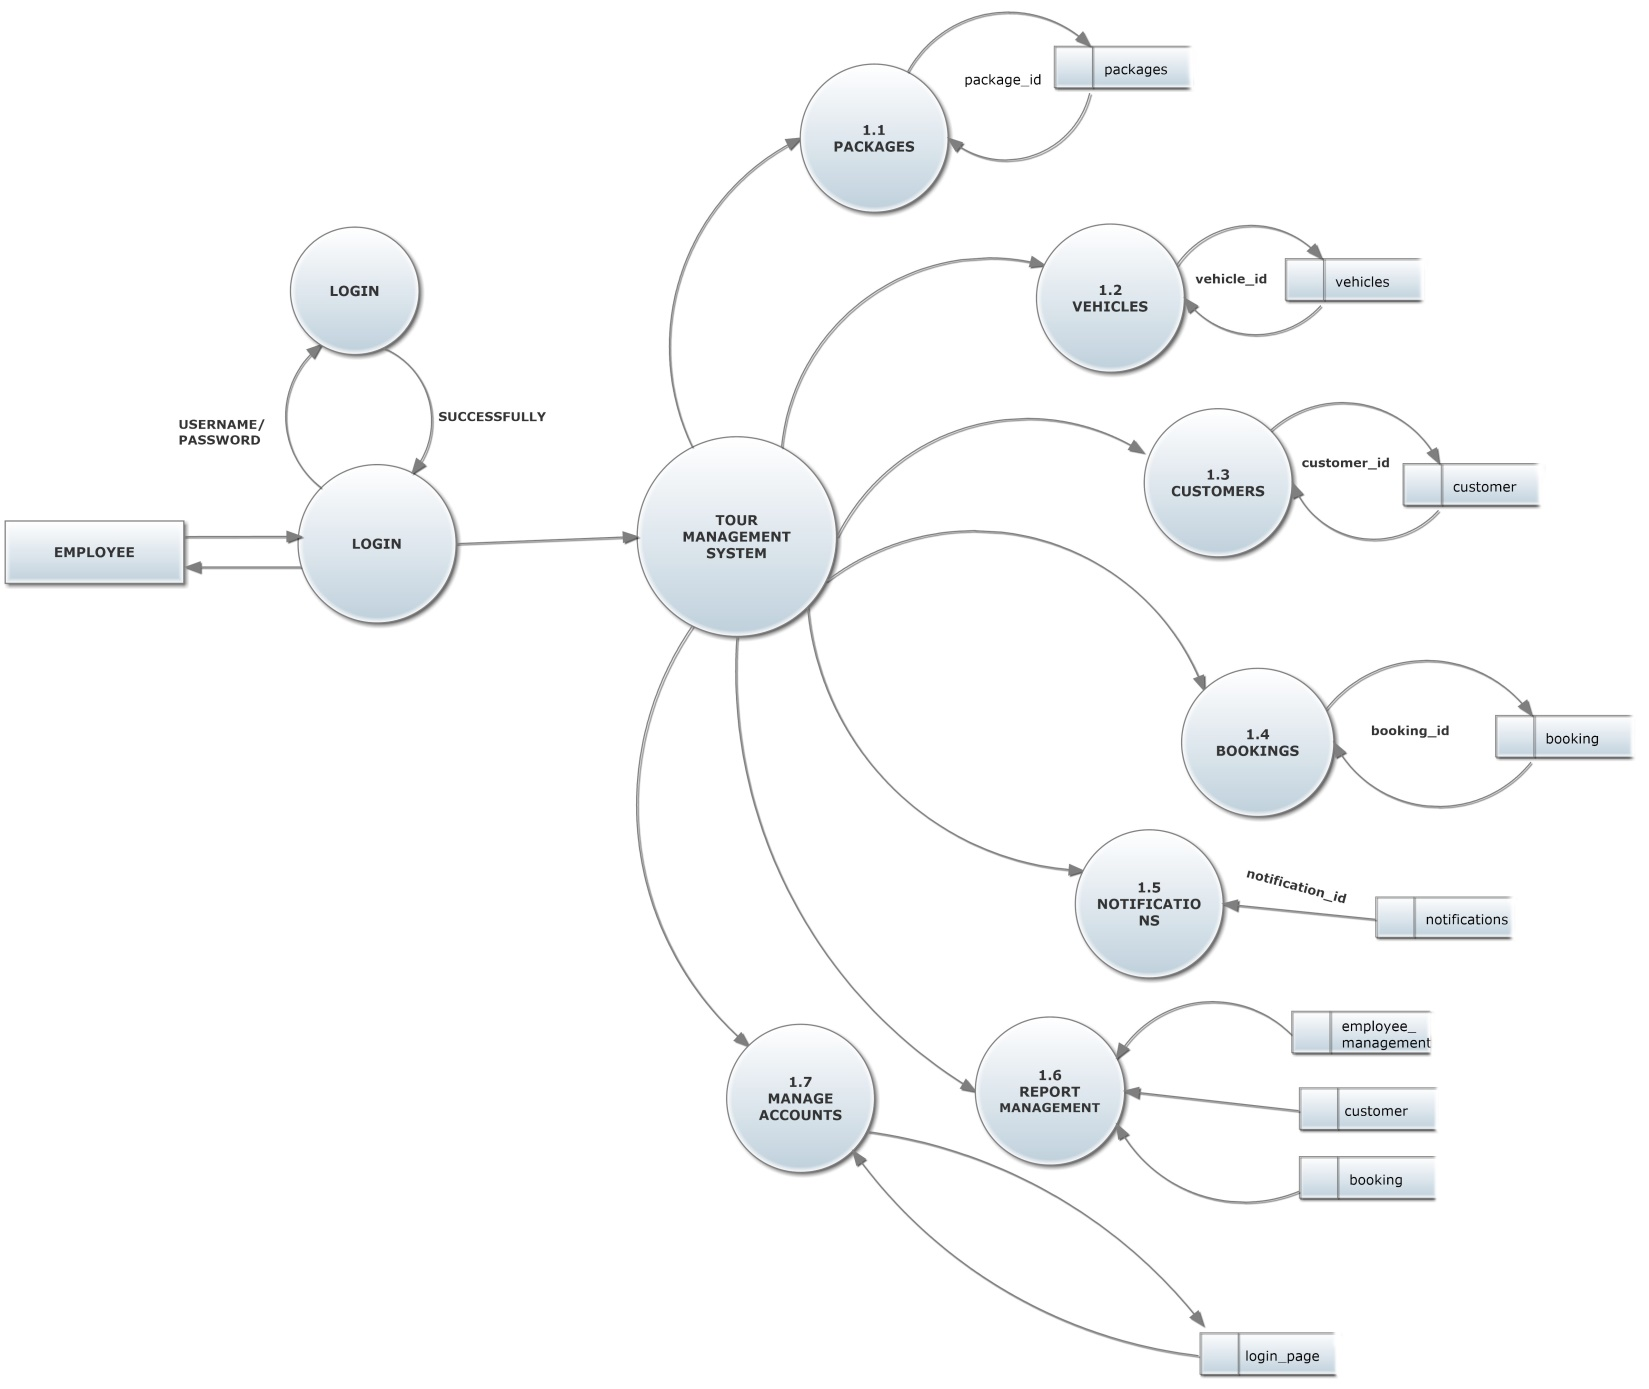 packages
package_id
1.1
PACKAGES
vehicle_id
vehicles
1.2
VEHICLES
LOGIN
USERNAME/
PASSWORD
SUCCESSFULLY
customer_id
customer
1.3
CUSTOMERS
EMPLOYEE
LOGIN
TOUR
MANAGEMENT
SYSTEM
booking_id
booking
1.4
BOOKINGS
1.5
NOTIFICATIO
NS
notification_id
notifications
employee_
management
1.6
REPORT
MANAGEMENT
customer
booking
1.7
MANAGE
ACCOUNTS
login_page